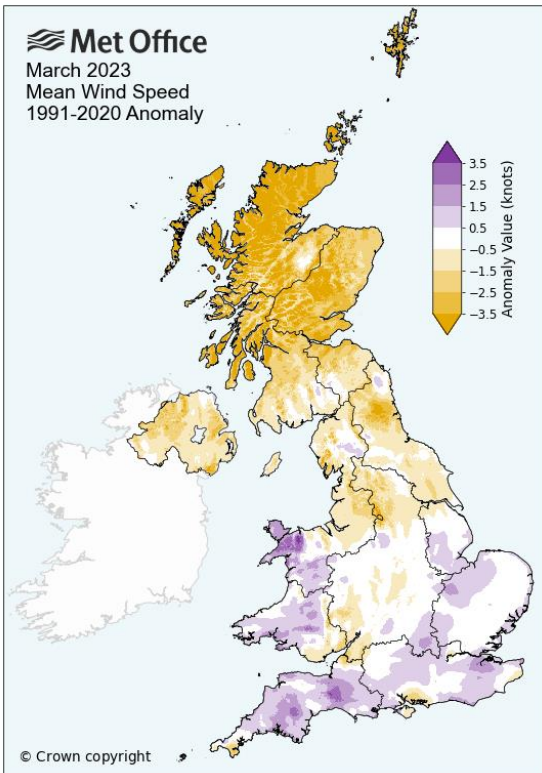 Met Office
March 2023
Mean Wind Speed
1991-2020 Anomaly
3.5
2.5
1.5
0.5
−0.5
−1.5
−2.5
−3.5
Anomaly Value (knots)
© Crown copyright